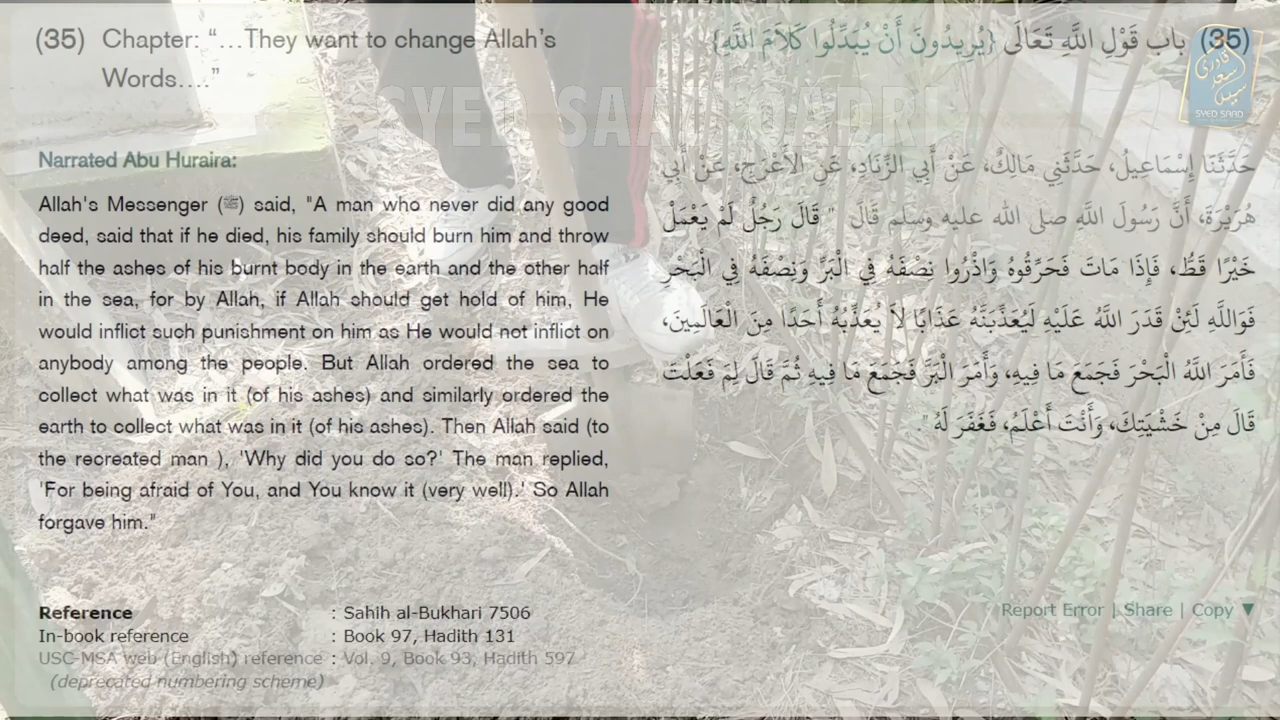 (35) Chapter: “…They want to change Allah’s
Words….”
(35) باب قَوْلِ اللَّهِ تَعَالَى {يُرِيدُونَ أَنْ يُبَدِّلُوا كَلاَمَ اللَّهِ}
SYED SAAD QADRI
SYED SAAD
Narrated Abu Huraira:
Allah's Messenger (ﷺ) said, "A man who never did any good
deed, said that if he died, his family should burn him and throw
half the ashes of his burnt body in the earth and the other half
in the sea, for by Allah, if Allah should get hold of him, He
would inflict such punishment on him as He would not inflict on
anybody among the people. But Allah ordered the sea to
collect what was in it (of his ashes) and similarly ordered the
earth to collect what was in it (of his ashes). Then Allah said (to
the recreated man ), 'Why did you do so?' The man replied,
'For being afraid of You, and You know it (very well).' So Allah
forgave him."
حَدَّثَنَا إِسْمَاعِيلُ، حَدَّثَنِي مَالِكٌ، عَنْ أَبِي الزِّنَادِ، عَنِ الأَعْرَجِ، عَنْ أَبِي
هُرَيْرَةَ، أَنَّ رَسُولَ اللَّهِ صلى الله عليه وسلم قَالَ " قَالَ رَجُلٌ لَمْ يَعْمَلْ
خَيْرًا قَطُّ، فَإِذَا مَاتَ فَحَرِّقُوهُ وَاذْرُوا نِصْفَهُ فِي الْبَرِّ وَنِصْفَهُ فِي الْبَحْرِ
فَوَاللَّهِ لَئِنْ قَدَرَ اللَّهُ عَلَيْهِ لَيُعَذِّبَنَّهُ عَذَابًا لاَ يُعَذِّبُهُ أَحَدًا مِنَ الْعَالَمِينَ،
فَأَمَرَ اللَّهُ الْبَحْرَ فَجَمَعَ مَا فِيهِ، وَأَمَرَ الْبَرَّ فَجَمَعَ مَا فِيهِ ثُمَّ قَالَ لِمَ فَعَلْتَ
قَالَ مِنْ خَشْيَتِكَ، وَأَنْتَ أَعْلَمُ، فَغَفَرَ لَهُ ".
Reference : Sahih al-Bukhari 7506
In-book reference : Book 97, Hadith 131
USC-MSA web (English) reference : Vol. 9, Book 93, Hadith 597
(deprecated numbering scheme)
Report Error | Share | Copy ▼